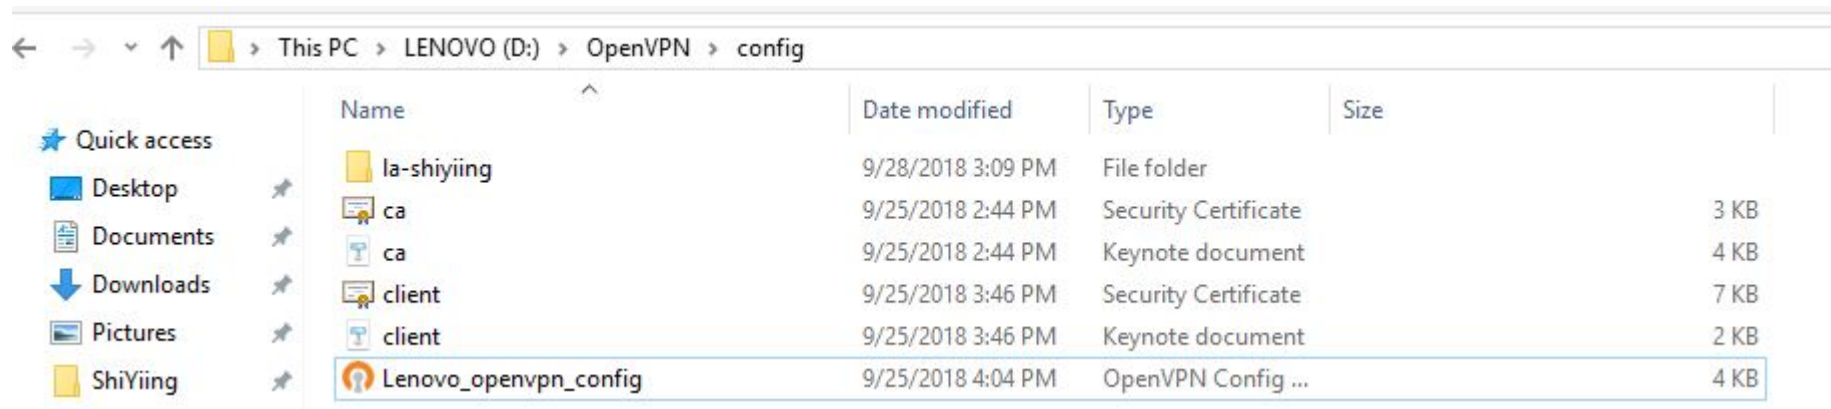 This PC > LENOVO (D:) > OpenVPN > config
Name Date modified Type Size
Quick access
Desktop
Documents
Downloads
Pictures
ShiYiing
la-shiyiing 9/28/2018 3:09 PM File folder
ca 9/25/2018 2:44 PM Security Certificate 3 KB
ca 9/25/2018 2:44 PM Keynote document 4 KB
client 9/25/2018 3:46 PM Security Certificate 7 KB
client 9/25/2018 3:46 PM Keynote document 2 KB
Lenovo_openvpn_config 9/25/2018 4:04 PM OpenVPN Config ... 4 KB